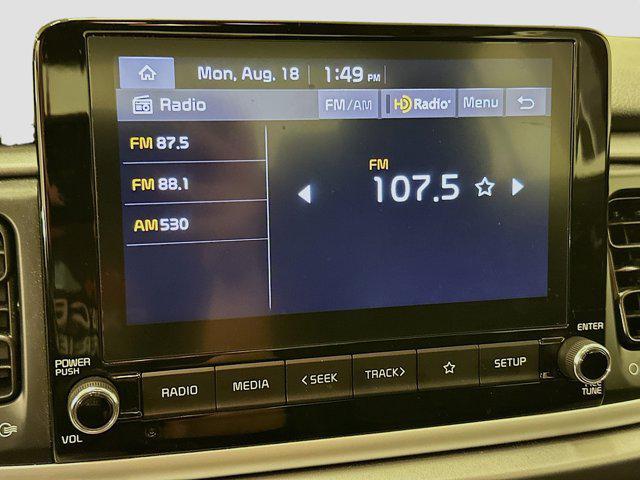 Mon, Aug. 18 1:49 PM
Radio FM/AM HD Radio® Menu
FM 87.5
FM 88.1
AM 530
FM
107.5
POWER
PUSH
VOL
RADIO MEDIA <SEEK TRACK> SETUP
ENTER
TUNE